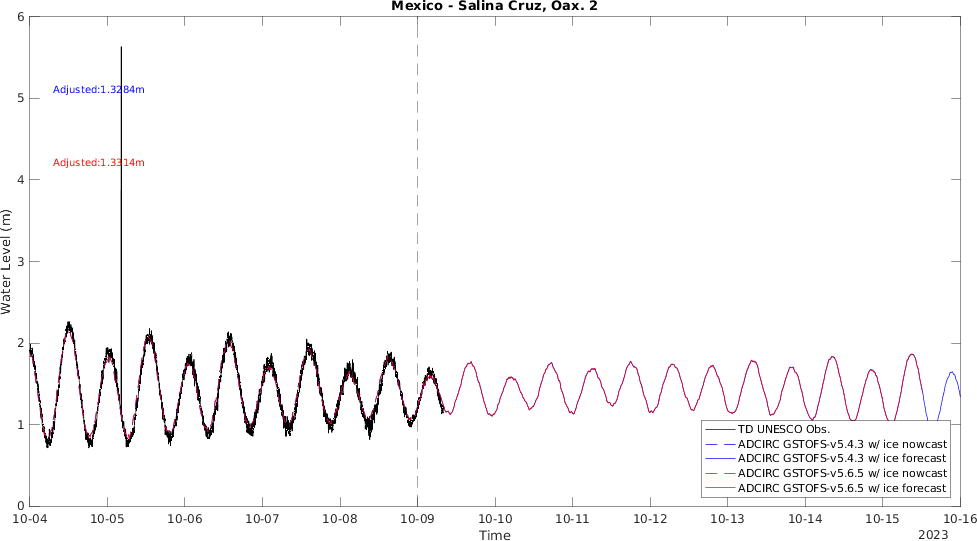 Mexico - Salina Cruz, Oax. 2
6
5
4
3
2
1
0
Water Level (m)
Adjusted:1.3284m
Adjusted:1.3314m
TD UNESCO Obs.
ADCIRC GSTOFS-v5.4.3 w/ ice nowcast
ADCIRC GSTOFS-v5.4.3 w/ ice forecast
ADCIRC GSTOFS-v5.6.5 w/ ice nowcast
ADCIRC GSTOFS-v5.6.5 w/ ice forecast
10-04 10-05 10-06 10-07 10-08 10-09 10-10 10-11 10-12 10-13 10-14 10-15 10-16
Time
2023